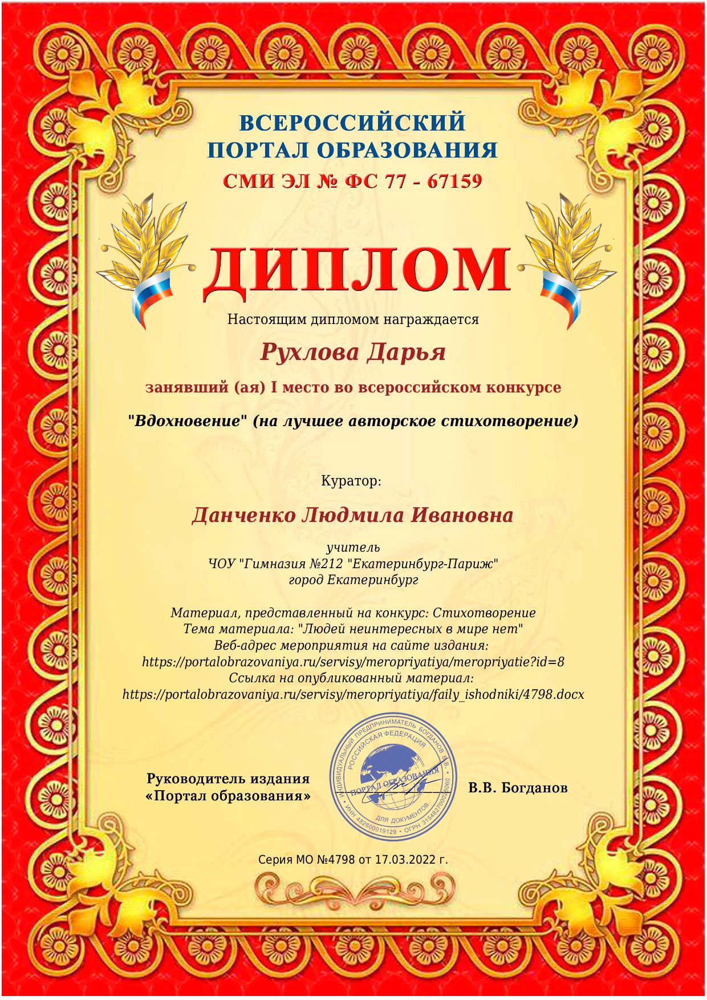 ВСЕРОССИЙСКИЙ
ПОРТАЛ ОБРАЗОВАНИЯ
СМИ ЭЛ № ФС 77 - 67159
ДИПЛОМ
Настоящим дипломом награждается
Рухлова Дарья
занявший (ая) I место во всероссийском конкурсе
"Вдохновение" (на лучшее авторское стихотворение)
Куратор:
Данченко Людмила Ивановна
учитель
ЧОУ "Гимназия №212 "Екатеринбург-Париж"
город Екатеринбург
Материал, представленный на конкурс: Стихотворение
Тема материала: "Людей неинтересных в мире нет"
Веб-адрес мероприятия на сайте издания:
https://portalobrazovaniya.ru/servisy/meropriyatiya/meropriyatie?id=8
Ссылка на опубликованный материал:
https://portalobrazovaniya.ru/servisy/meropriyatiya/faily_ishodniki/4798.docx
Руководитель издания
«Портал образования»
ИНДИВИДУАЛЬНЫЙ ПРЕДПРИНИМАТЕЛЬ БОГДАНОВ В.В.
РОССИЙСКАЯ ФЕДЕРАЦИЯ
ПОРТАЛ ОБРАЗОВАНИЯ
ДЛЯ ДОКУМЕНТОВ
ИНН 482600019129 • ОГРН 315482700025060
В.В. Богданов
Серия МО №4798 от 17.03.2022 г.